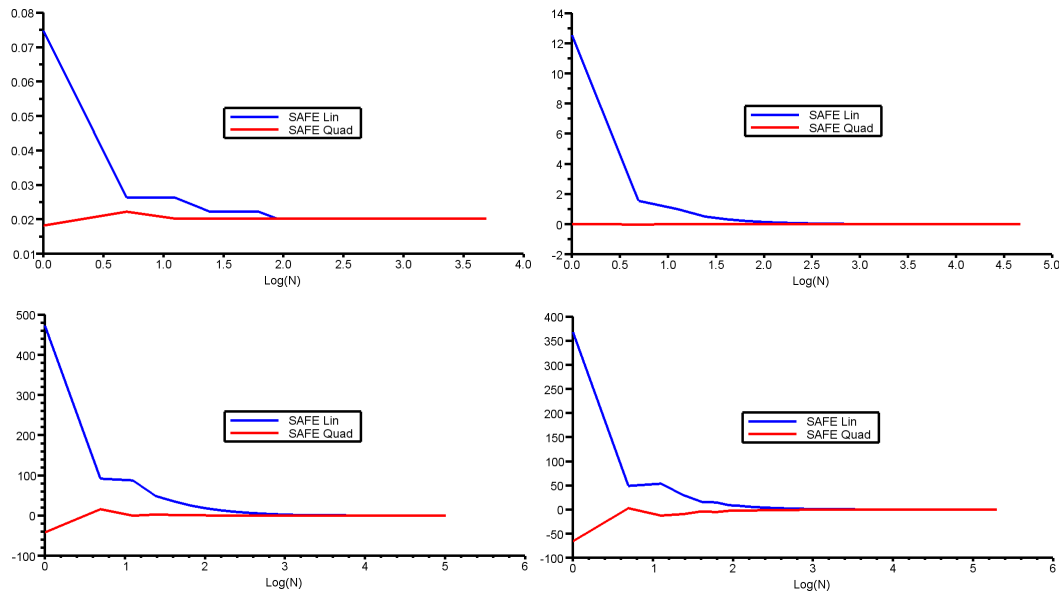 0.08
0.07
0.06
0.05
0.04
0.03
0.02
0.01
0.0 0.5 1.0 1.5 2.0 2.5 3.0 3.5 4.0
Log(N)
SAFE Lin
SAFE Quad
14
12
10
8
6
4
2
0
-2
0.0 0.5 1.0 1.5 2.0 2.5 3.0 3.5 4.0 4.5 5.0
Log(N)
SAFE Lin
SAFE Quad
500
400
300
200
100
0
-100
0 1 2 3 4 5 6
Log(N)
SAFE Lin
SAFE Quad
400
350
300
250
200
150
100
50
0
-50
-100
0 1 2 3 4 5 6
Log(N)
SAFE Lin
SAFE Quad